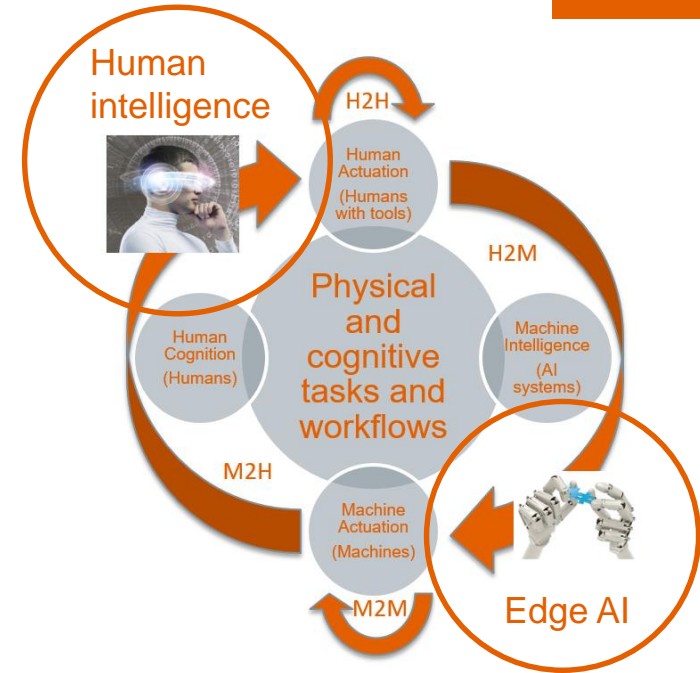 Human
intelligence
H2H
Human
Actuation
(Humans
with tools)
H2M
Physical
and
cognitive
tasks and
workflows
Human
Cognition
(Humans)
Machine
Intelligence
(AI
systems)
M2H
Machine
Actuation
(Machines)
M2M
Edge AI